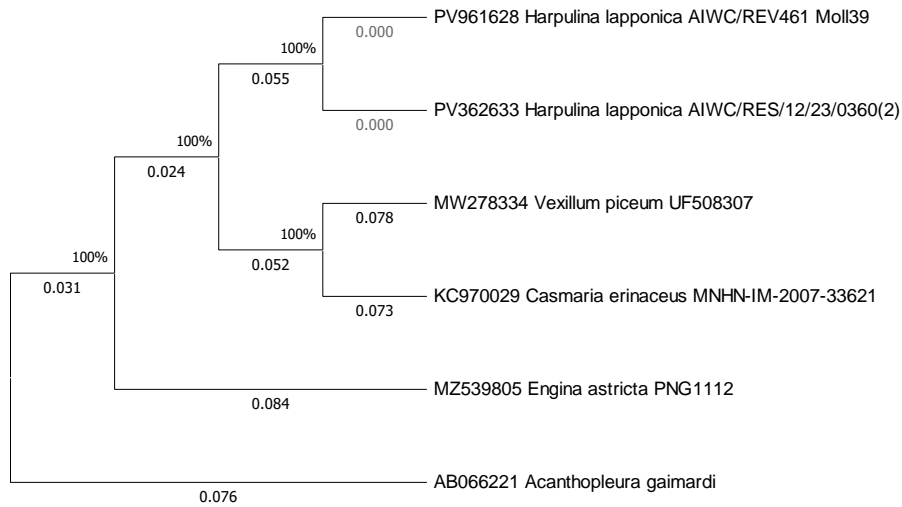 PV961628 Harpulina lapponica AIWC/REV461 Moll39
100%
0.000
0.055
PV362633 Harpulina lapponica AIWC/RES/12/23/0360(2)
100%
0.000
0.024
MW278334 Vexillum piceum UF508307
0.078
100%
100%
0.052
0.031
KC970029 Casmaria erinaceus MNHN-IM-2007-33621
0.073
MZ539805 Engina astricta PNG1112
0.084
AB066221 Acanthopleura gaimardi
0.076